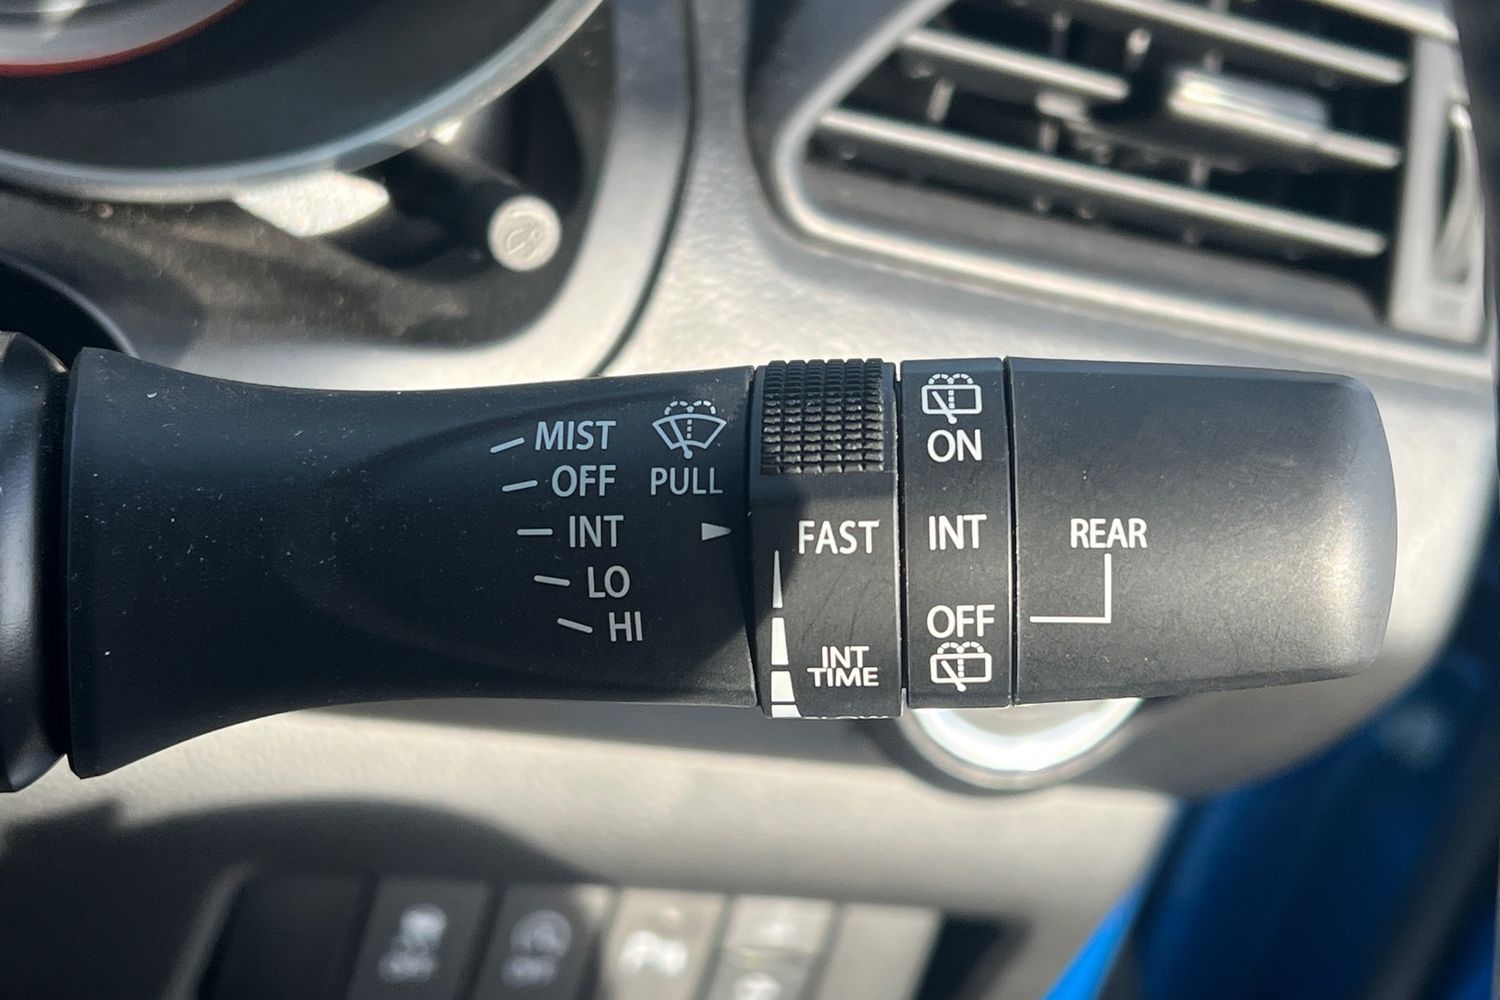 MIST
OFF
INT
LO
HI
PULL
FAST
INT
TIME
ON
INT
OFF
REAR